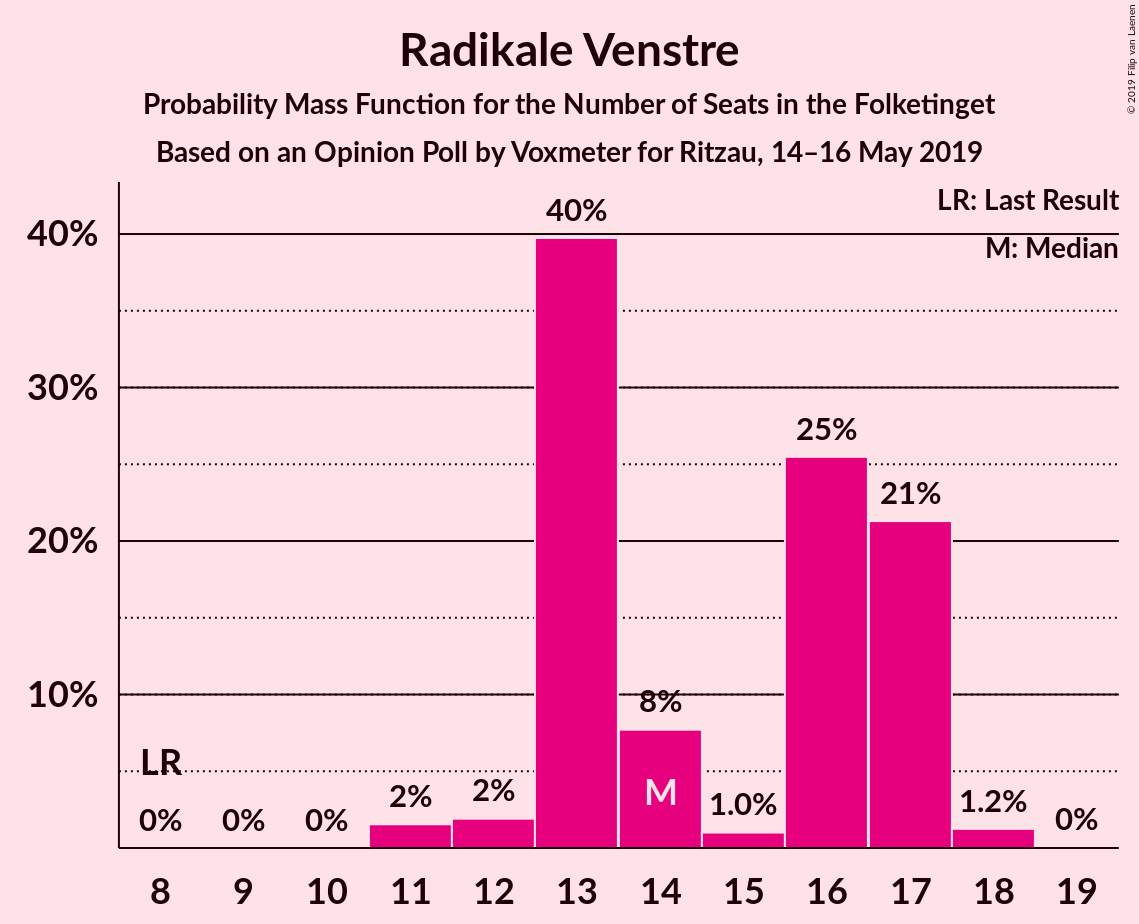 Radikale Venstre
Probability Mass Function for the Number of Seats in the Folketinget
Based on an Opinion Poll by Voxmeter for Ritzau, 14–16 May 2019
© 2019 Filip van Laenen
LR: Last Result
M: Median
40%
30%
20%
10%
LR
0%
0%
0%
2%
2%
40%
8%
M
1.0%
25%
21%
1.2%
0%
8 9 10 11 12 13 14 15 16 17 18 19